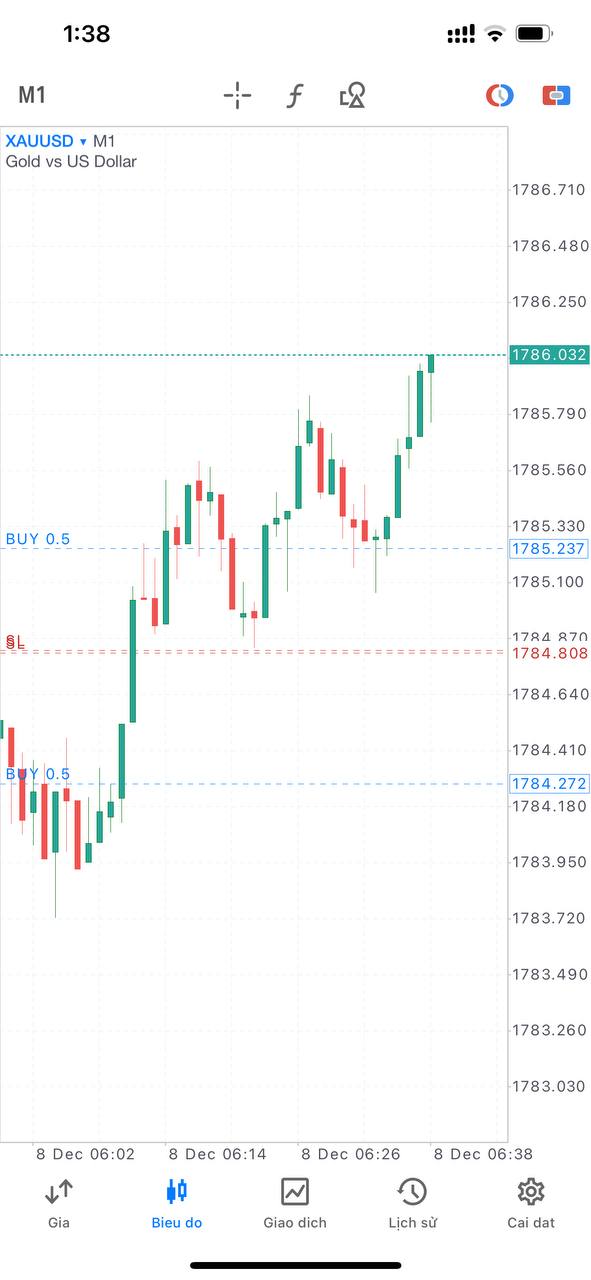 1:38
M1
XAUUSD ▾ M1
Gold vs US Dollar
1786.710
1786.480
1786.250
1786.032
1785.790
1785.560
1785.330
BUY 0.5
1785.237
1785.100
1784.870
SL
1784.808
1784.640
1784.410
BUY 0.5
1784.272
1784.180
1783.950
1783.720
1783.490
1783.260
1783.030
8 Dec 06:02 8 Dec 06:14 8 Dec 06:26 8 Dec 06:38
Gia Bieu do Giao dich Lịch sử Cai dat